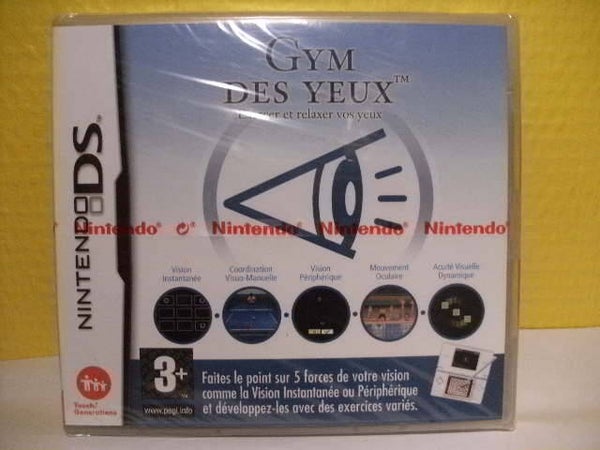 GYM
DES YEUX™
Exercer et relaxer vos yeux
NINTENDO DS™
Nintendo® Nintendo® Nintendo® Nintendo®
Vision
Instantanée
Coordination
Visuo-Manuelle
Vision
Périphérique
Mouvement
Oculaire
Acuité Visuelle
Dynamique
3+
www.pegi.info
Faites le point sur 5 forces de votre vision
comme la Vision Instantanée ou Périphérique
et développez-les avec des exercices variés.
Touch!
Generations